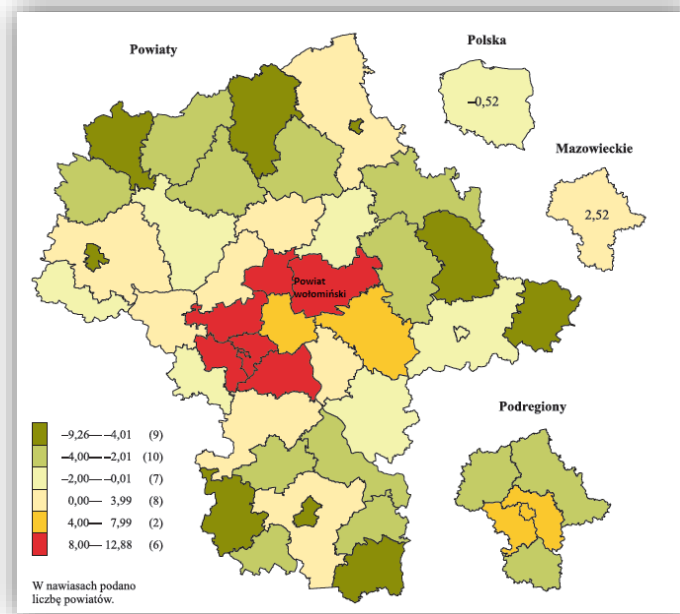 Powiaty
Polska
–0,52
Mazowieckie
2,52
Powiat
wołomiński
Podregiony
–9,26— –4,01 (9)
–4,00— –2,01 (10)
–2,00— –0,01 (7)
0,00— 3,99 (8)
4,00— 7,99 (2)
8,00— 12,88 (6)
W nawiasach podano
liczbę powiatów.